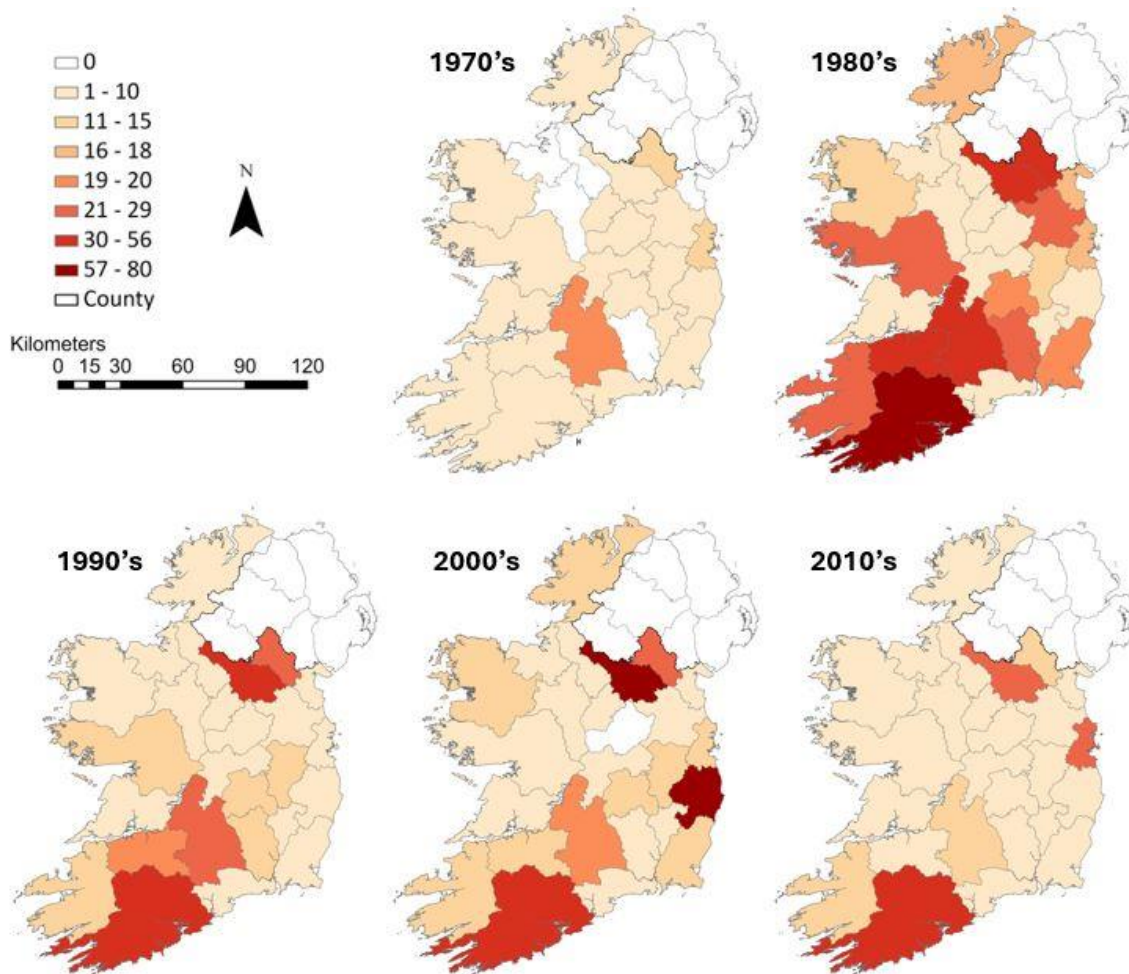 0
1 - 10
11 - 15
16 - 18
19 - 20
21 - 29
30 - 56
57 - 80
County
N
Kilometers
0 15 30 60 90 120
1970's
1980's
1990's
2000's
2010's